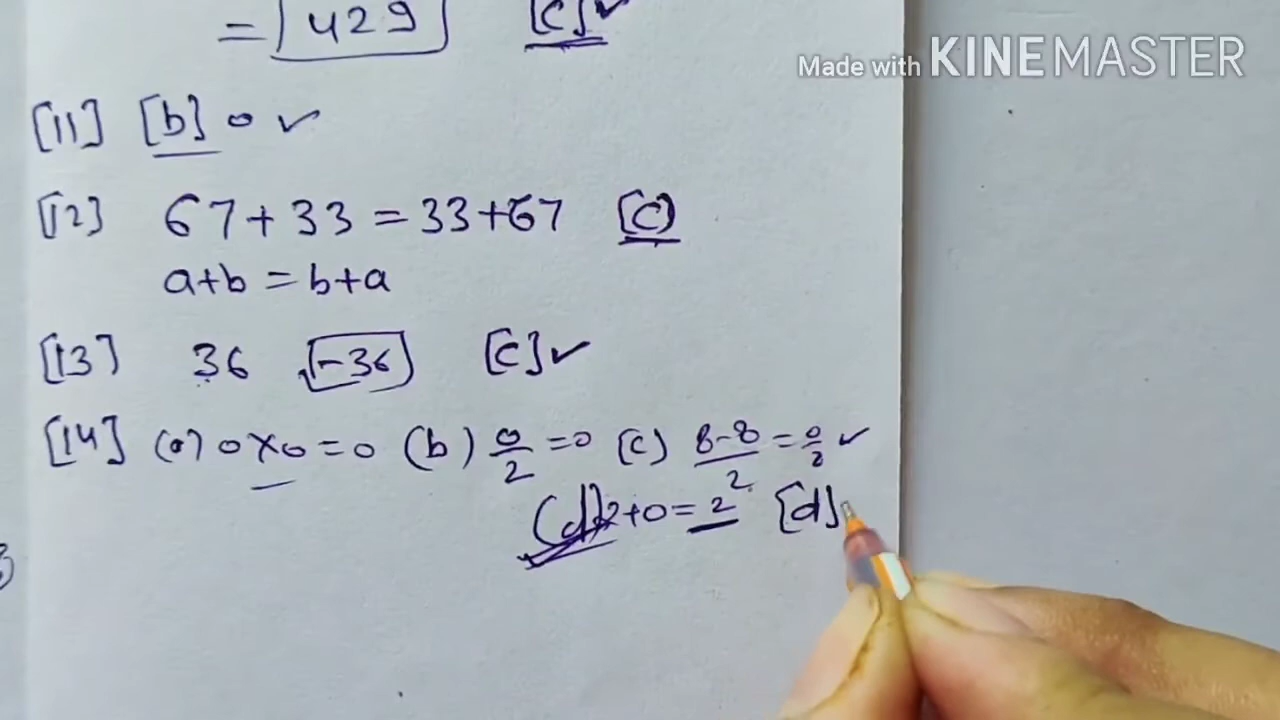 = 429 [C] ✓
Made with KINEMASTER
[11] [b] 0 ✓
[12] 67+33 = 33+67 [C]
a+b = b+a
[13] 36 -36 [C] ✓
[14] (a) 0×0 = 0 (b) 0/2 = 0 (c) 8-8/2 = 0/2 ✓
(d) 2+0 = 2 [d]